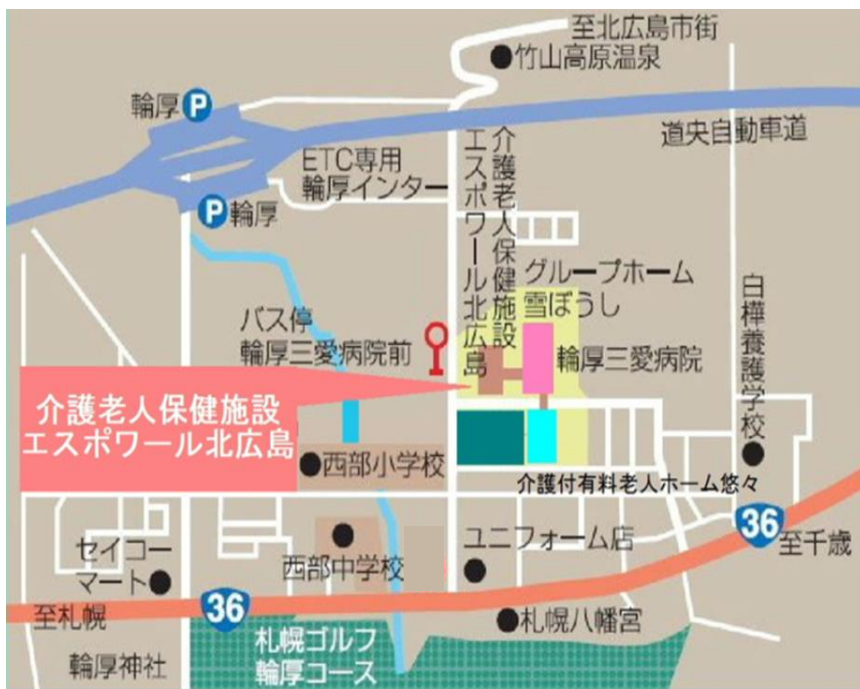 至北広島市街
竹山高原温泉
輪厚
P
道央自動車道
ETC専用
輪厚インター
P
輪厚
介護老人保健施設
エスポワール北広島
グループホーム
雪ぼうし
バス停
輪厚三愛病院前
輪厚三愛病院
白樺養護学校
介護老人保健施設
エスポワール北広島
西部小学校
介護付有料老人ホーム悠々
36
至千歳
ユニフォーム店
セイコー
マート
西部中学校
36
至札幌
札幌八幡宮
札幌ゴルフ
輪厚コース
輪厚神社